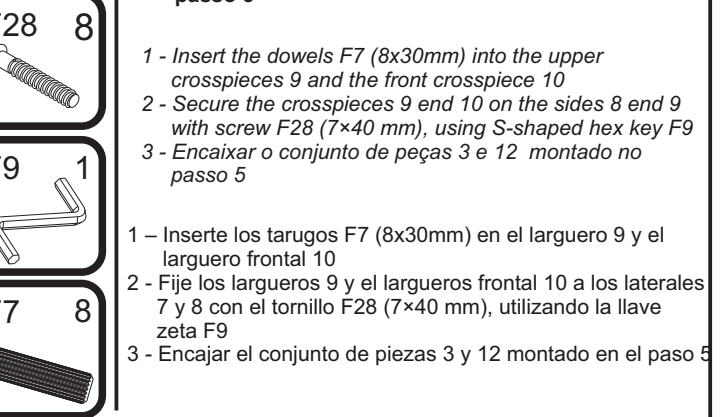 28 8
9 1
7 8
1 - Insert the dowels F7 (8x30mm) into the upper
crosspieces 9 and the front crosspiece 10
2 - Secure the crosspieces 9 end 10 on the sides 8 end 9
with screw F28 (7×40 mm), using S-shaped hex key F9
3 - Encaixar o conjunto de peças 3 e 12 montado no
passo 5
1 – Inserte los tarugos F7 (8x30mm) en el larguero 9 y el
larguero frontal 10
2 - Fije los largueros 9 y el largueros frontal 10 a los laterales
7 y 8 con el tornillo F28 (7×40 mm), utilizando la llave
zeta F9
3 - Encajar el conjunto de piezas 3 y 12 montado en el paso 5